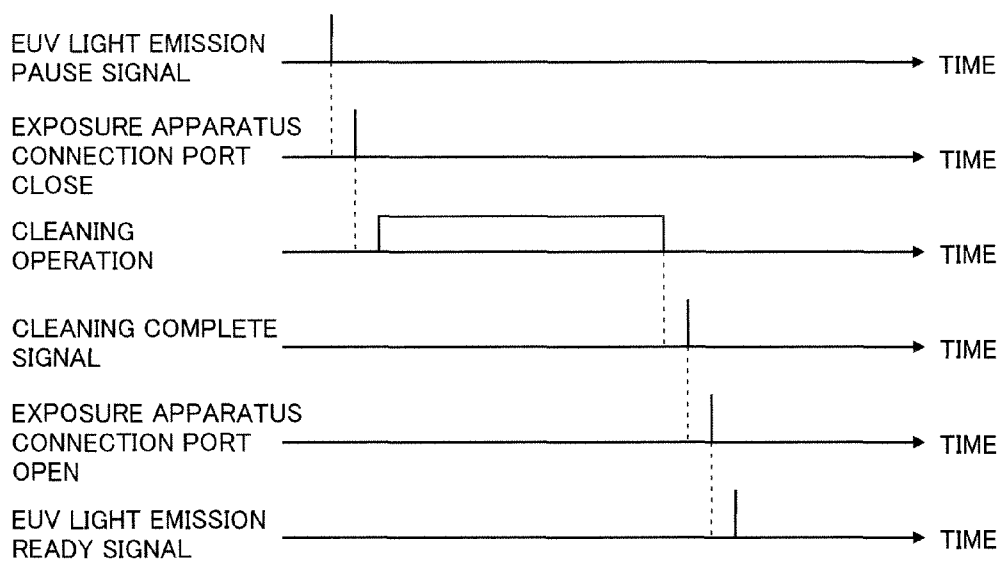 EUV LIGHT EMISSION
PAUSE SIGNAL
TIME
EXPOSURE APPARATUS
CONNECTION PORT
CLOSE
TIME
CLEANING
OPERATION
TIME
CLEANING COMPLETE
SIGNAL
TIME
EXPOSURE APPARATUS
CONNECTION PORT
OPEN
TIME
EUV LIGHT EMISSION
READY SIGNAL
TIME